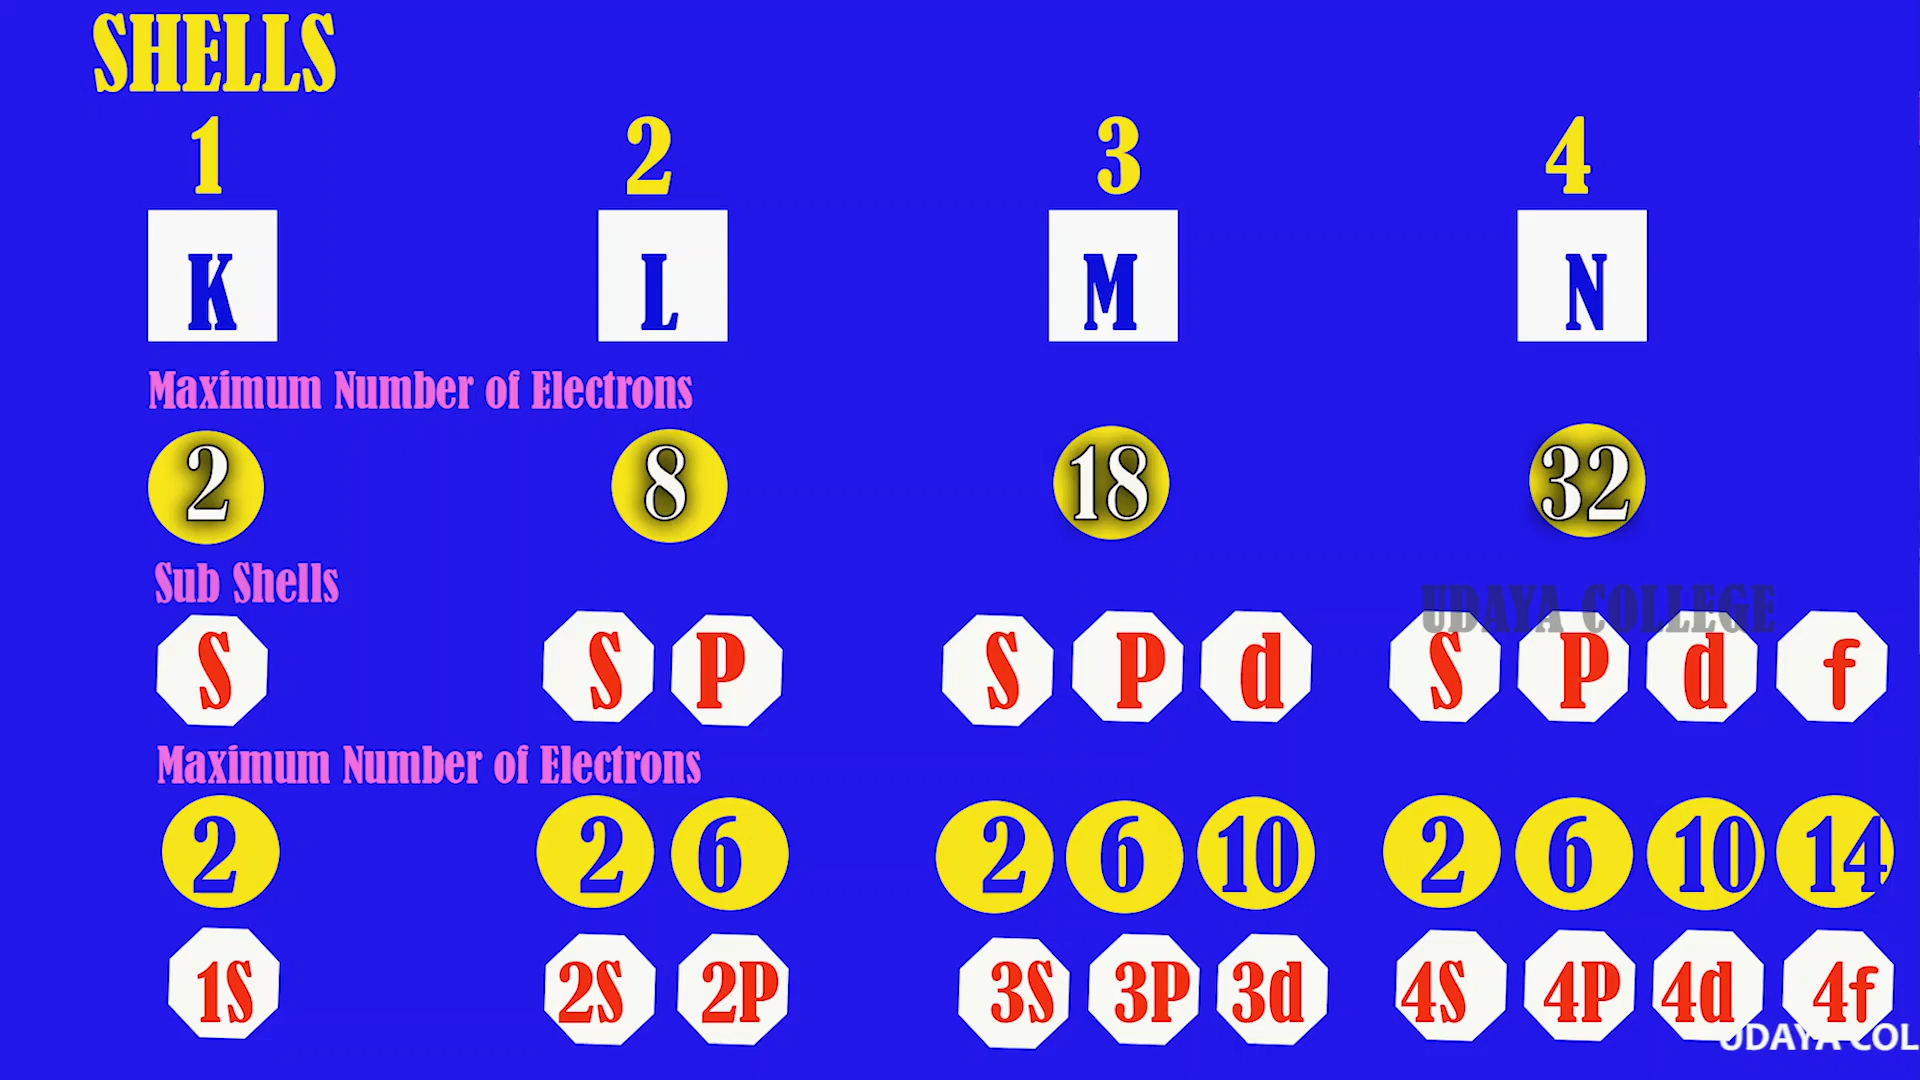 SHELLS
1 2 3 4
K L M N
Maximum Number of Electrons
2 8 18 32
Sub Shells
UDAYA COLLEGE
S S P S P d S P d f
Maximum Number of Electrons
2 2 6 2 6 10 2 6 10 14
1S 2S 2P 3S 3P 3d 4S 4P 4d 4f
UDAYA COL